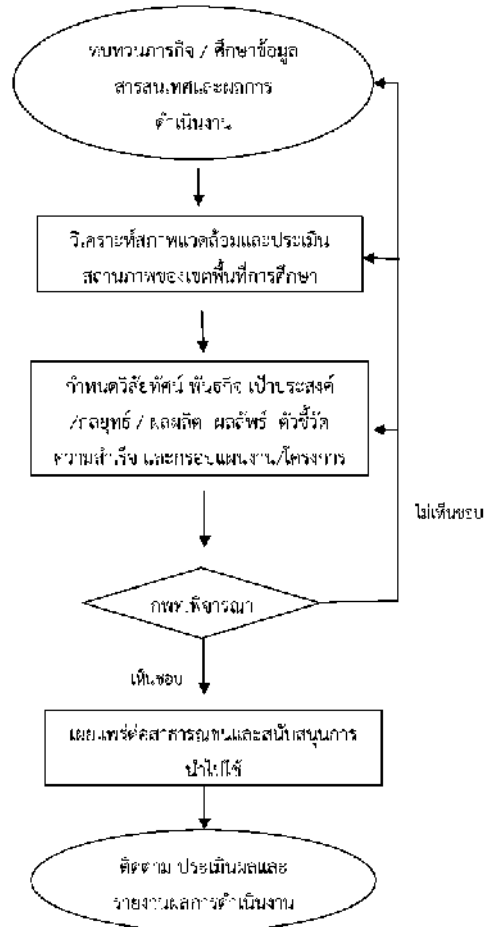 ทบทวนภารกิจ / ศึกษาข้อมูล
สารสนเทศและผลการ
ดำเนินงาน
วิเคราะห์สภาพแวดล้อมและประเมิน
สถานภาพของเขตพื้นที่การศึกษา
กำหนดวิสัยทัศน์ พันธกิจ เป้าประสงค์
/กลยุทธ์ / ผลผลิต ผลลัพธ์ ตัวชี้วัด
ความสำเร็จ และกรอบแผนงาน/โครงการ
ไม่เห็นชอบ
กพท.พิจารณา
เห็นชอบ
เผยแพร่ต่อสาธารณชนและสนับสนุนการ
นำไปใช้
ติดตาม ประเมินผลและ
รายงานผลการดำเนินงาน